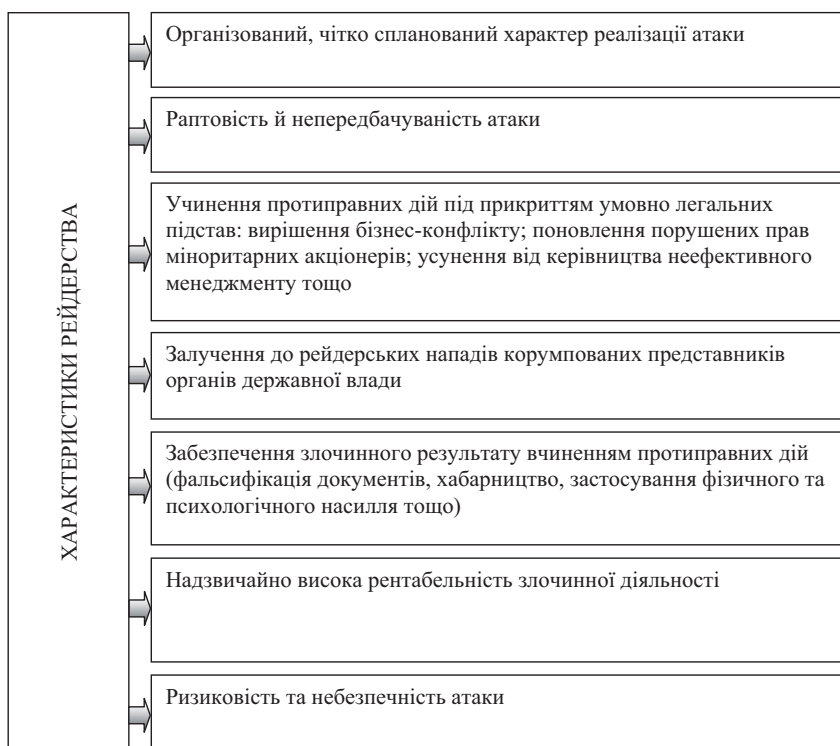 ХАРАКТЕРИСТИКИ РЕЙДЕРСТВА
Організований, чітко спланований характер реалізації атаки
Раптовість й непередбачуваність атаки
Учинення протиправних дій під прикриттям умовно легальних
підстав: вирішення бізнес-конфлікту; поновлення порушених прав
міноритарних акціонерів; усунення від керівництва неефективного
менеджменту тощо
Залучення до рейдерських нападів корумпованих представників
органів державної влади
Забезпечення злочинного результату вчиненням протиправних дій
(фальсифікація документів, хабарництво, застосування фізичного та
психологічного насилля тощо)
Надзвичайно висока рентабельність злочинної діяльності
Ризиковість та небезпечність атаки